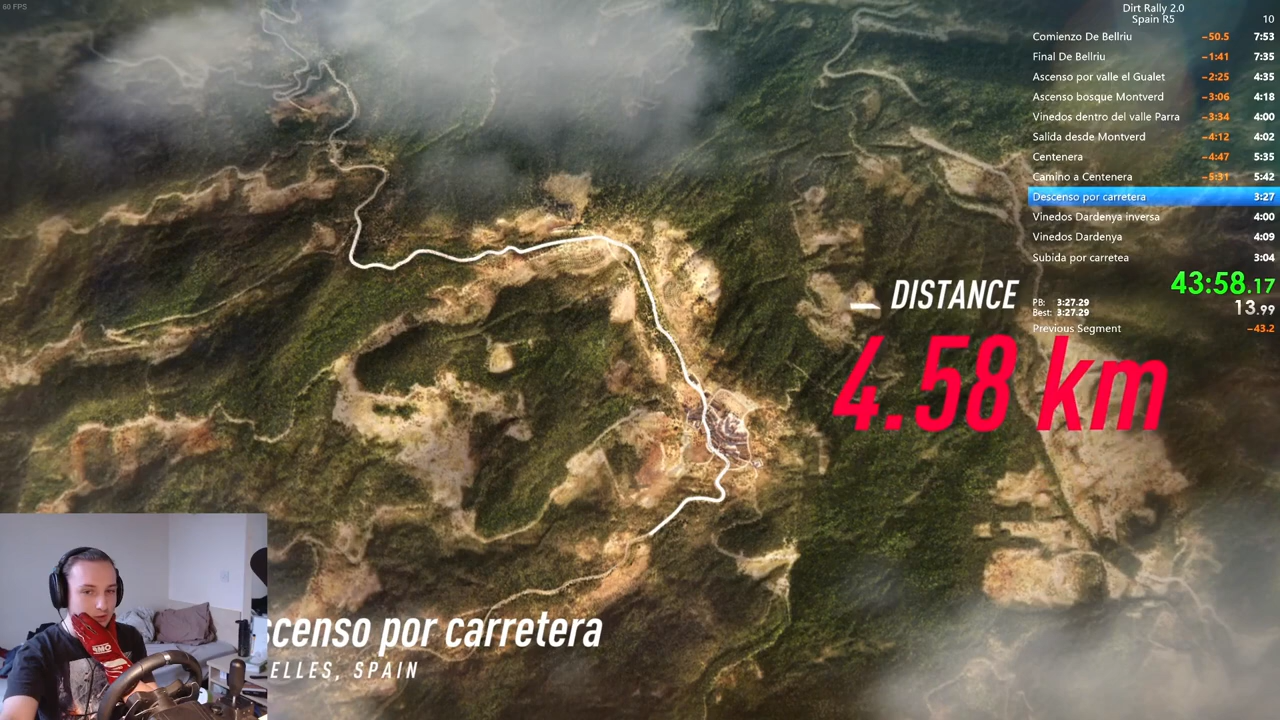 60 FPS
Dirt Rally 2.0
Spain R5 10
Comienzo De Bellriu −50.5 7:53
Final De Bellriu −1:41 7:35
Ascenso por valle el Gualet −2:25 4:35
Ascenso bosque Montverd −3:06 4:18
Vinedos dentro del valle Parra −3:34 4:00
Salida desde Montverd −4:12 4:02
Centenera −4:47 5:35
Camino a Centenera −5:31 5:42
Descenso por carretera 3:27
Vinedos Dardenya inversa 4:00
Vinedos Dardenya 4:09
Subida por carretea 3:04
43:58.17
PB: 3:27.29 13.99
Best: 3:27.29
Previous Segment −43.2
DISTANCE
4.58 km
scenso por carretera
ELLES, SPAIN